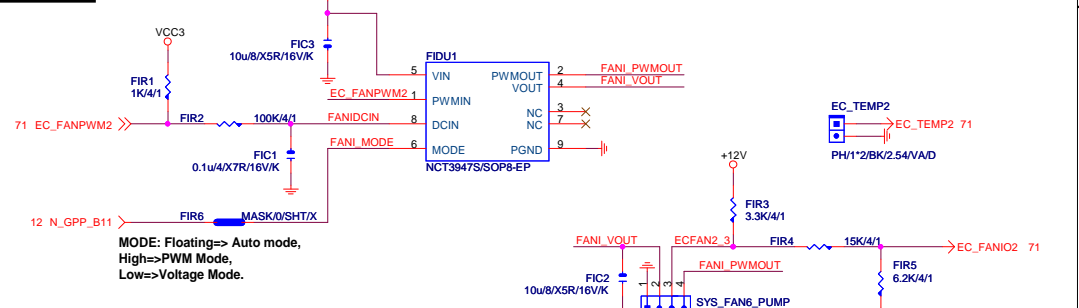 VCC3
FIC3
10u/8/X5R/16V/K
FIDU1
FIR1
1K/4/1
5 VIN
PWMOUT 2 FANI_PWMOUT
VOUT 4 FANI_VOUT
EC_FANPWM2 1 PWMIN
NC 3
71 EC_FANPWM2
FIR2 100K/4/1
FANIDCIN 8 DCIN
NC 7
FANI_MODE 6 MODE
PGND 9
FIC1
0.1u/4/X7R/16V/K
NCT3947S/SOP8-EP
EC_TEMP2
EC_TEMP2 71
PH/1*2/BK/2.54/VA/D
+12V
12 N_GPP_B11
FIR6 MASK/0/SHT/X
MODE: Floating=> Auto mode,
High=>PWM Mode,
Low=>Voltage Mode.
FIR3
3.3K/4/1
FANI_VOUT
ECFAN2_3
FIR4 15K/4/1
EC_FANIO2 71
FANI_PWMOUT
FIR5
6.2K/4/1
FIC2
10u/8/X5R/16V/K
1 2 3 4
SYS_FAN6_PUMP